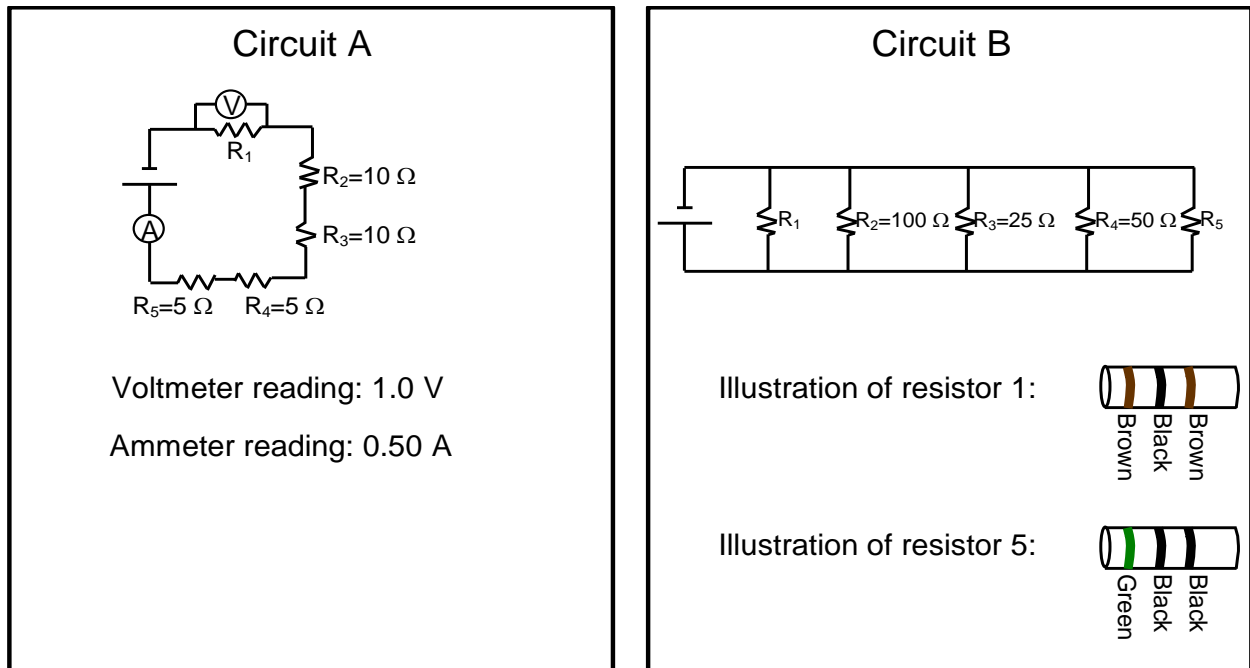 Circuit A
V
R₁
R₂=10 Ω
A
R₃=10 Ω
R₅=5 Ω R₄=5 Ω
Voltmeter reading: 1.0 V
Ammeter reading: 0.50 A
Circuit B
R₁ R₂=100 Ω R₃=25 Ω R₄=50 Ω R₅
Illustration of resistor 1:
Brown
Black
Brown
Illustration of resistor 5:
Green
Black
Black